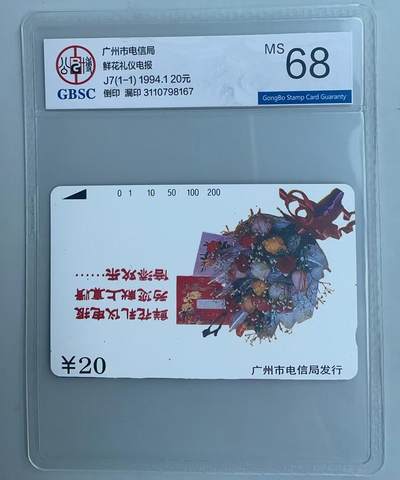 广州市电信局
鲜花礼仪电报
J7(1-1) 1994.1 20元
倒印 漏印 3110798167
GBSC
MS 68
GongBo Stamp Card Guaranty
0 1 10 50 100 200
鲜花礼仪电报
为您献上真情
倍添欢乐……
¥20
广州市电信局发行